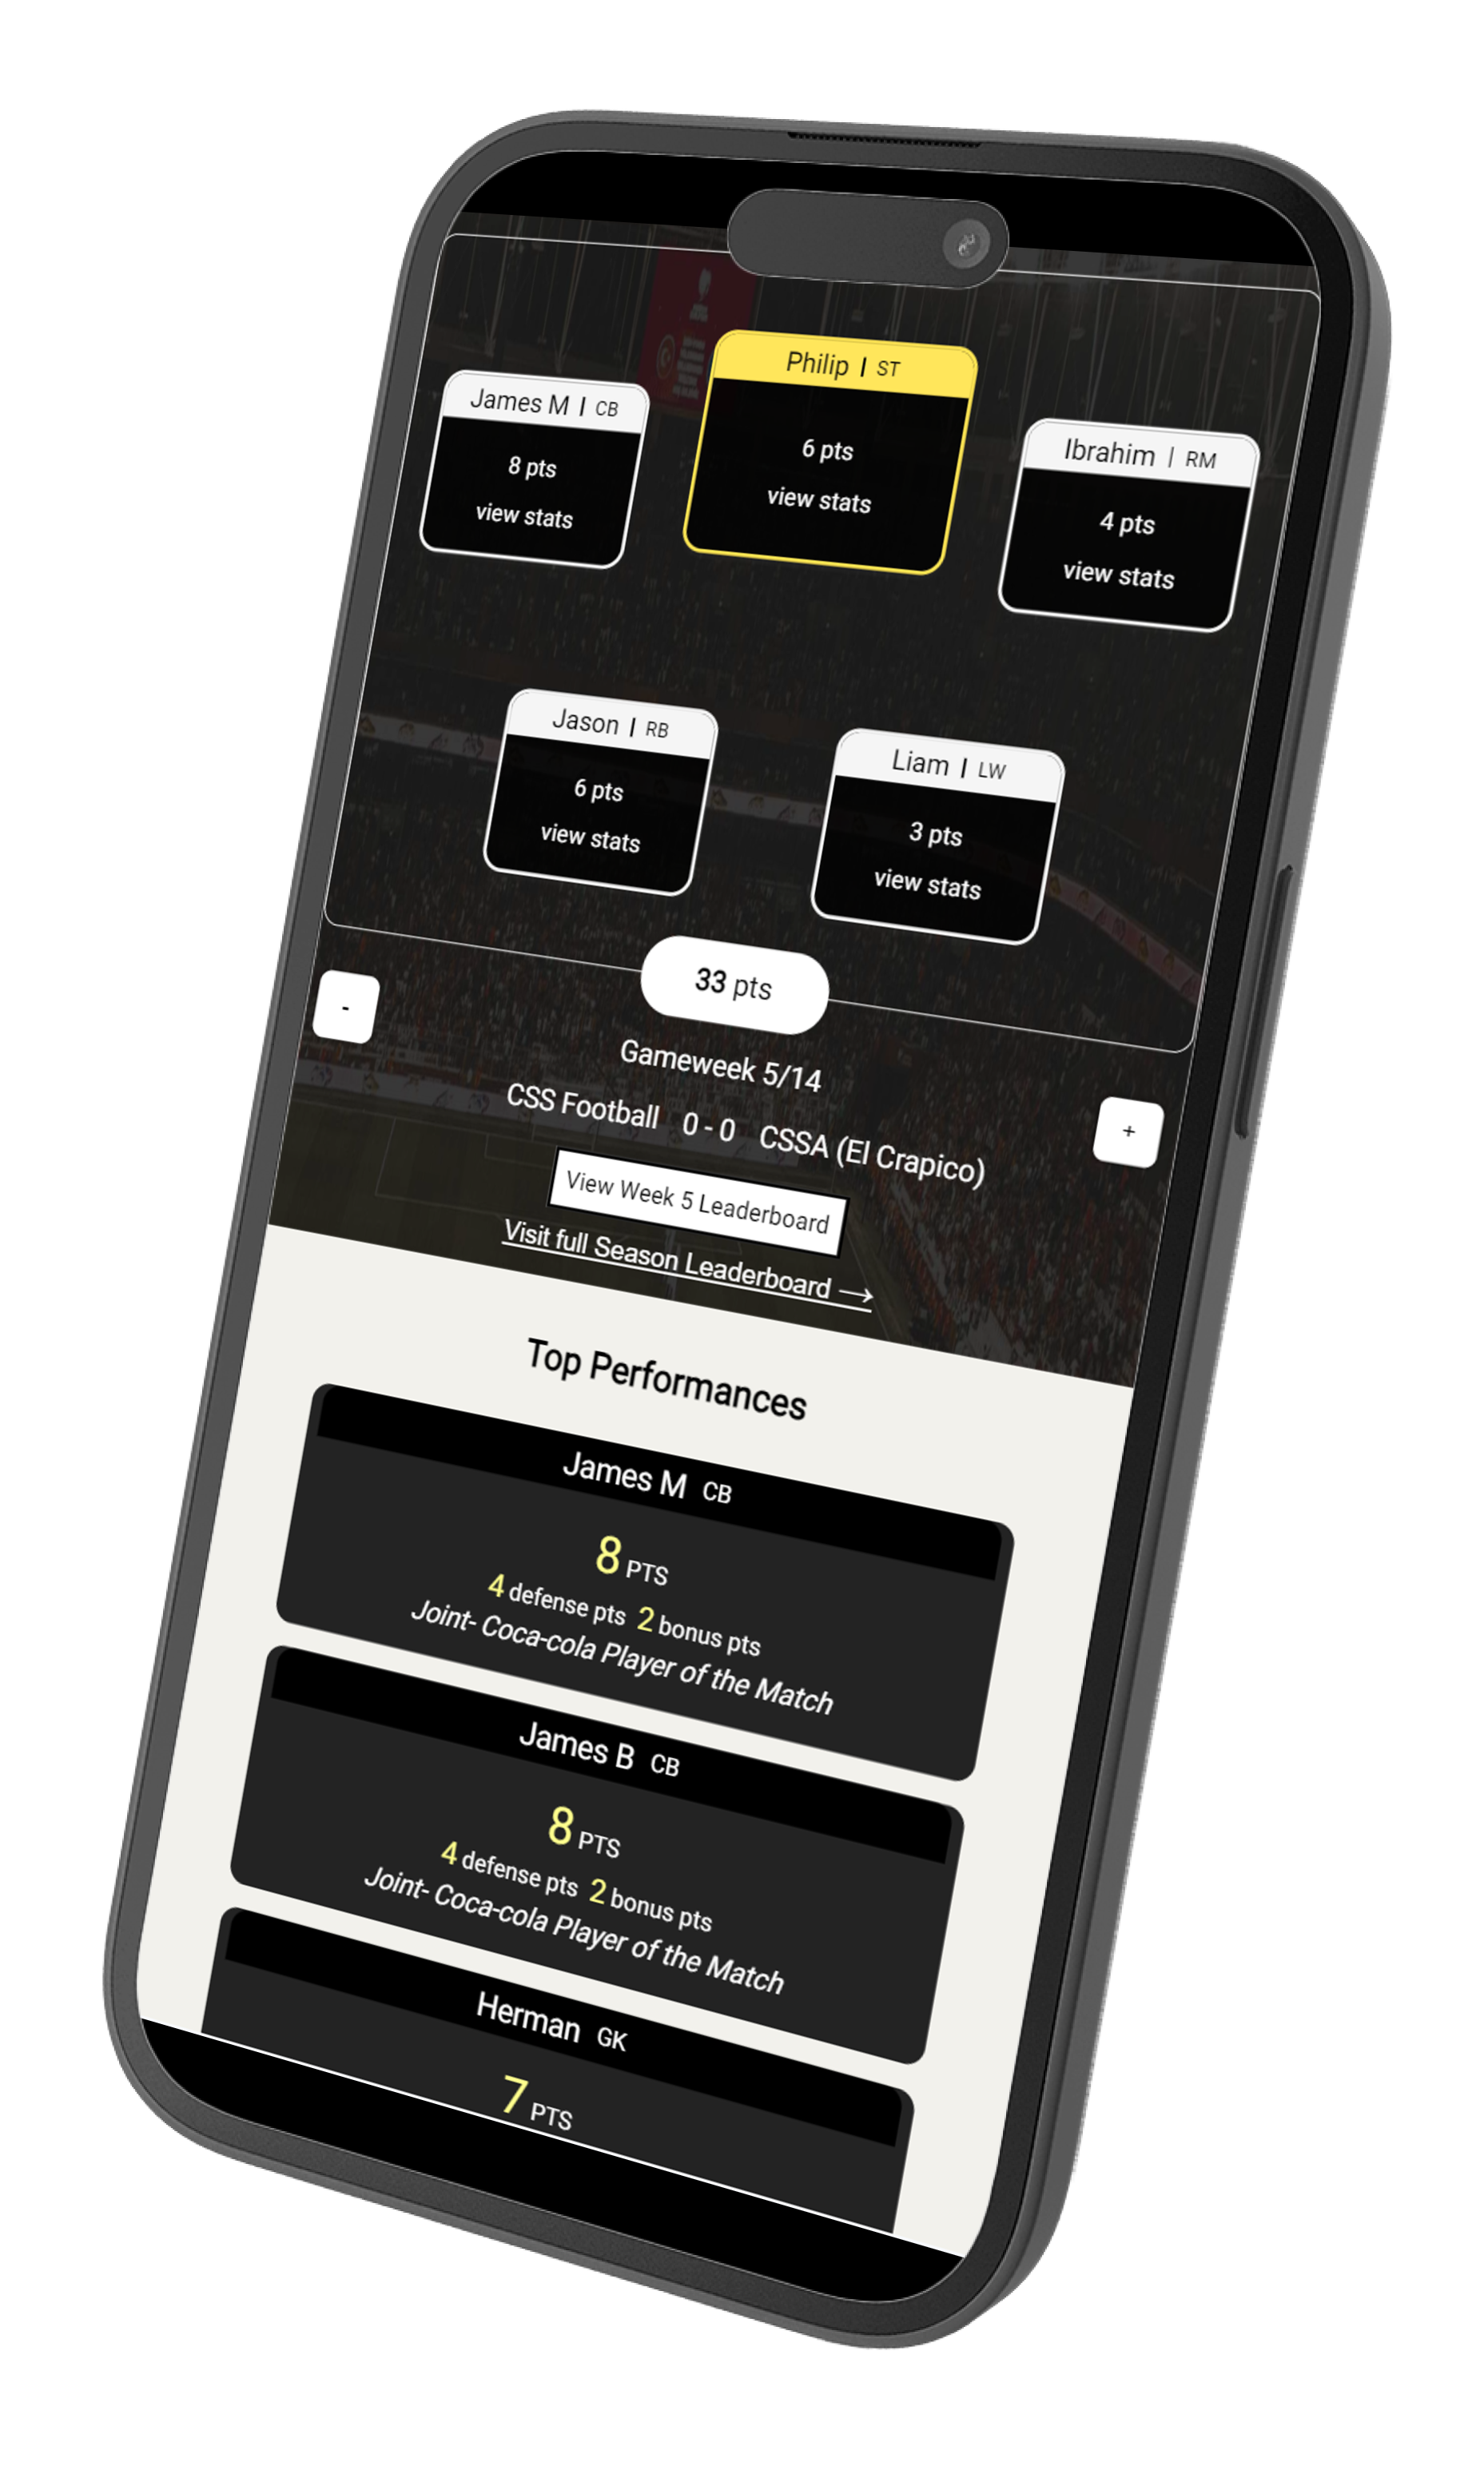 James M | CB
8 pts
view stats
Philip | ST
6 pts
view stats
Ibrahim | RM
4 pts
view stats
Jason | RB
6 pts
view stats
Liam | LW
3 pts
view stats
33 pts
-
+
Gameweek 5/14
CSS Football 0 - 0 CSSA (El Crapico)
View Week 5 Leaderboard
Visit full Season Leaderboard →
Top Performances
James M CB
8 PTS
4 defense pts 2 bonus pts
Joint- Coca-cola Player of the Match
James B CB
8 PTS
4 defense pts 2 bonus pts
Joint- Coca-cola Player of the Match
Herman GK
7 PTS